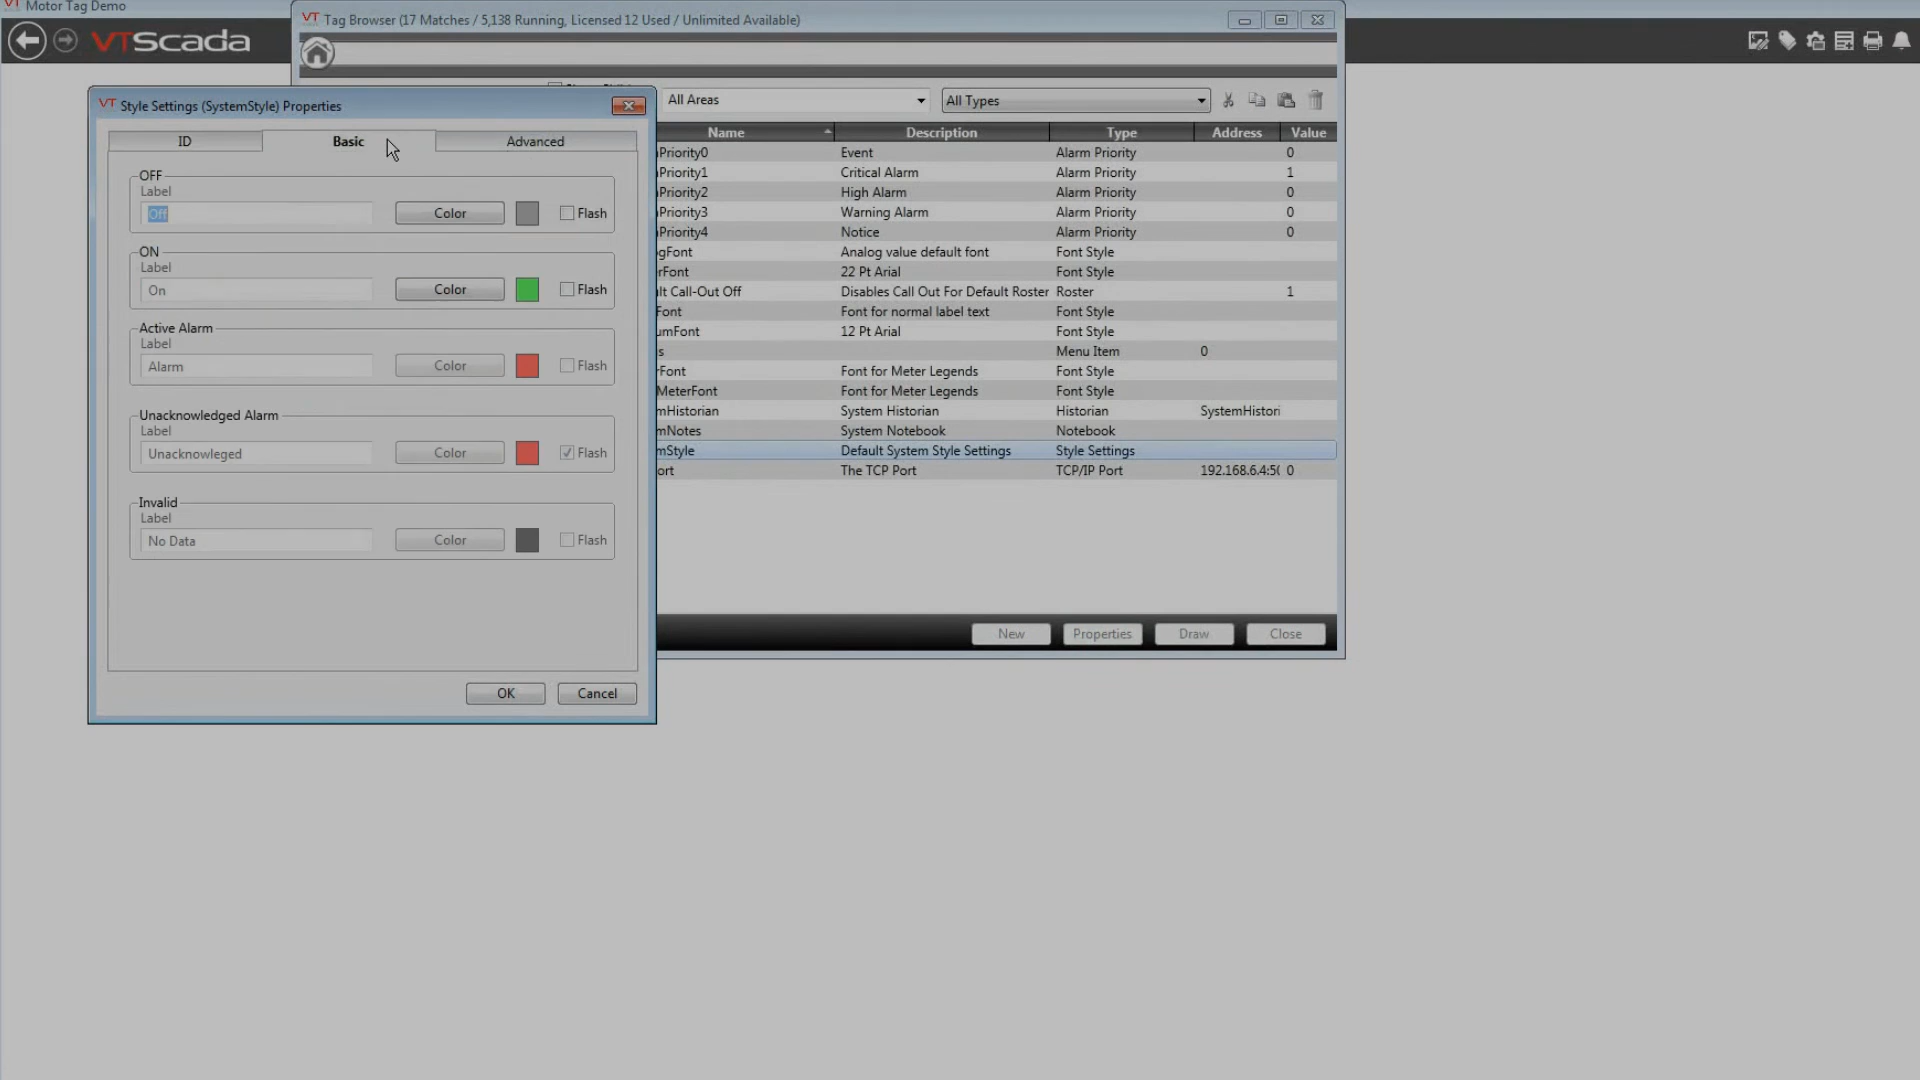 VT Motor Tag Demo
VTScada
VT Tag Browser (17 Matches / 5,138 Running, Licensed 12 Used / Unlimited Available)
All Areas
All Types
Name Description Type Address Value
Priority0 Event Alarm Priority 0
Priority1 Critical Alarm Alarm Priority 1
Priority2 High Alarm Alarm Priority 0
Priority3 Warning Alarm Alarm Priority 0
Priority4 Notice Alarm Priority 0
gFont Analog value default font Font Style
rFont 22 Pt Arial Font Style
lt Call-Out Off Disables Call Out For Default Roster Roster 1
Font Font for normal label text Font Style
umFont 12 Pt Arial Font Style
s Menu Item 0
rFont Font for Meter Legends Font Style
MeterFont Font for Meter Legends Font Style
mHistorian System Historian Historian SystemHistori
mNotes System Notebook Notebook
mStyle Default System Style Settings Style Settings
ort The TCP Port TCP/IP Port 192.168.6.4:50 0
New Properties Draw Close
VT Style Settings (SystemStyle) Properties
ID Basic Advanced
OFF
Label
Off Color Flash
ON
Label
On Color Flash
Active Alarm
Label
Alarm Color Flash
Unacknowledged Alarm
Label
Unacknowleged Color Flash
Invalid
Label
No Data Color Flash
OK Cancel